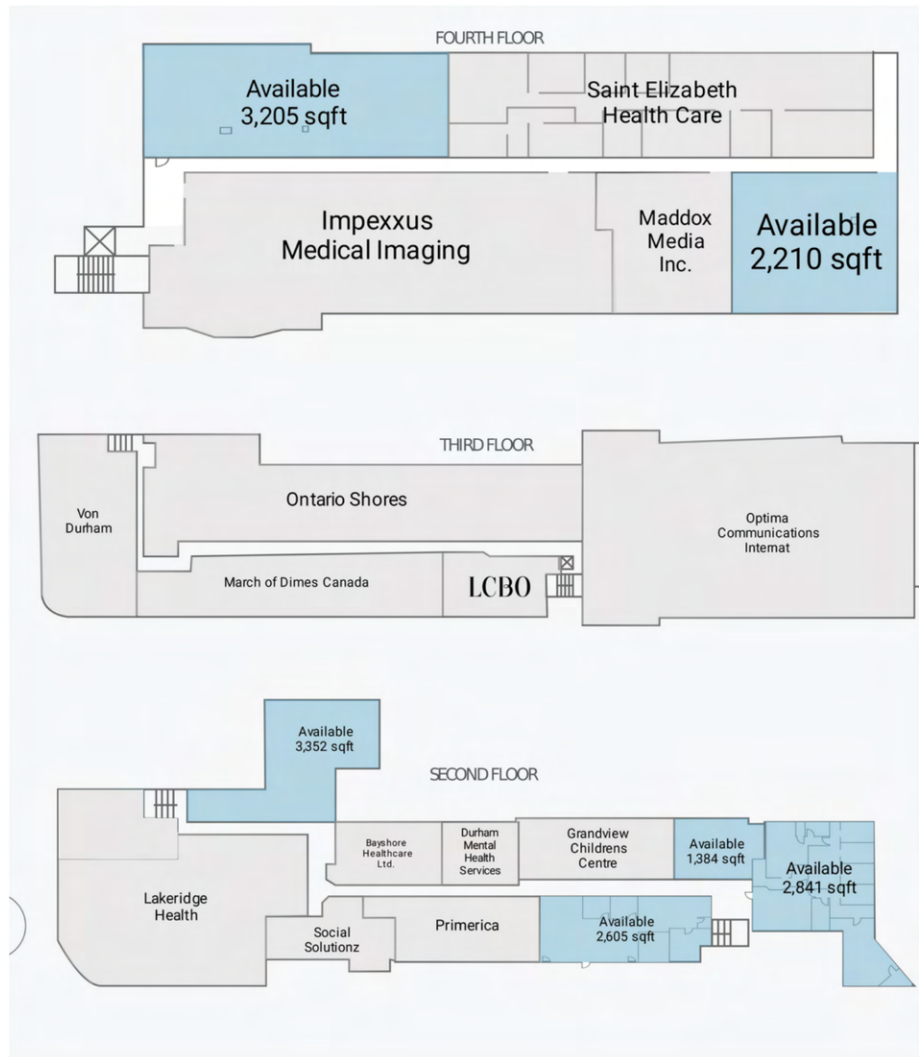 FOURTH FLOOR
Available
3,205 sqft
Saint Elizabeth
Health Care
Impexxus
Medical Imaging
Maddox
Media
Inc.
Available
2,210 sqft
THIRD FLOOR
Von
Durham
Ontario Shores
Optima
Communications
Internat
March of Dimes Canada
LCBO
Available
3,352 sqft
SECOND FLOOR
Bayshore
Healthcare
Ltd.
Durham
Mental
Health
Services
Grandview
Childrens
Centre
Available
1,384 sqft
Available
2,841 sqft
Lakeridge
Health
Social
Solutionz
Primerica
Available
2,605 sqft